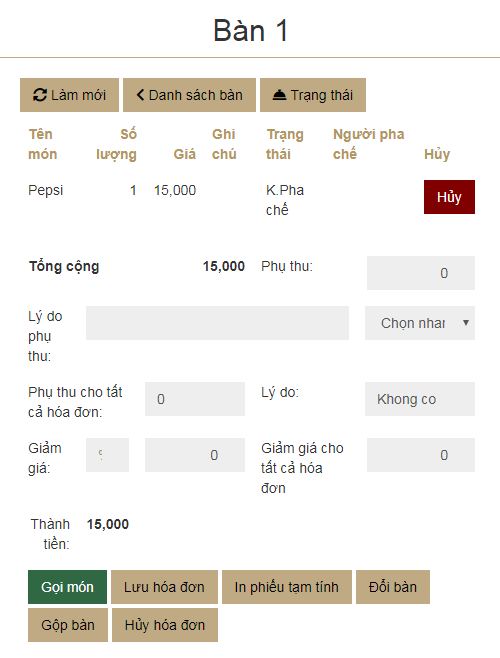 Bàn 1
Làm mới Danh sách bàn Trạng thái
Tên Số Ghi Trạng Người pha
món lượng Giá chú thái chế Hủy
Pepsi 1 15,000 K.Pha Hủy
chế
Tổng cộng 15,000 Phụ thu: 0
Lý do
phụ
thu:
Chọn nhan
Phụ thu cho tất 0 Lý do: Khong co
cả hóa đơn:
Giảm 0 Giảm giá cho 0
giá: tất cả hóa
đơn
Thành 15,000
tiền:
Gọi món Lưu hóa đơn In phiếu tạm tính Đổi bàn
Gộp bàn Hủy hóa đơn